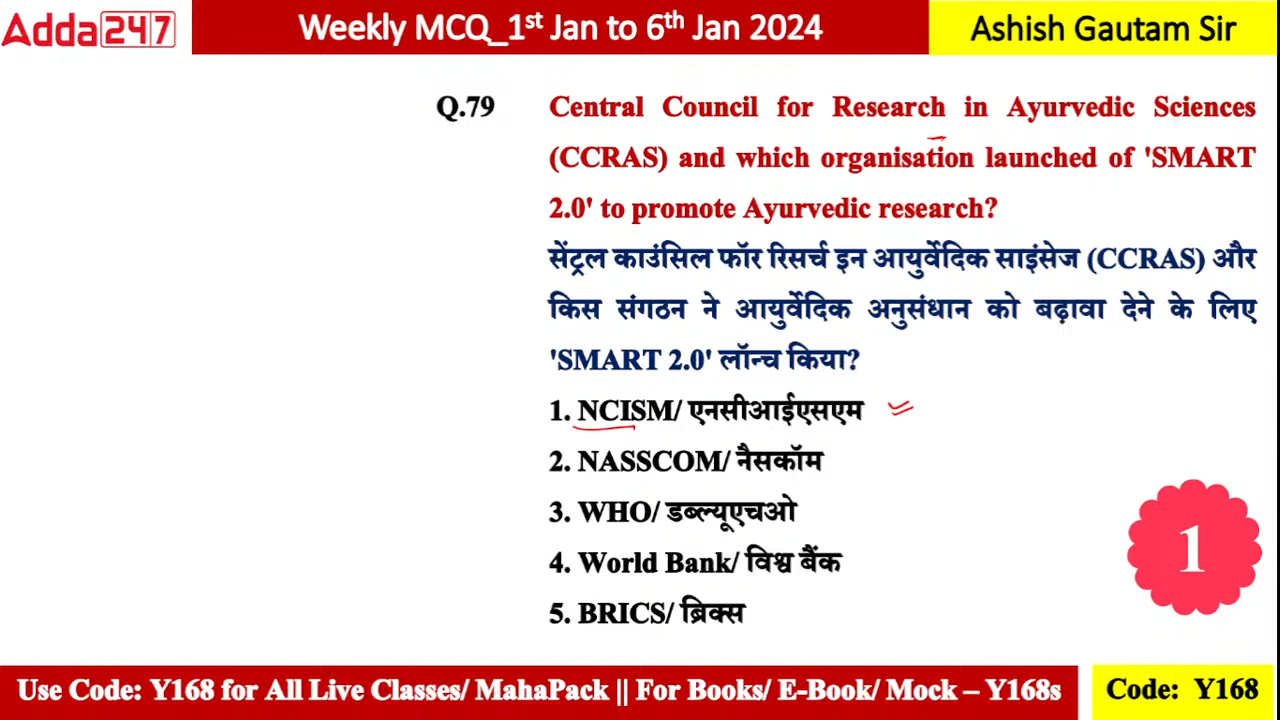 Adda247
Weekly MCQ_1st Jan to 6th Jan 2024
Ashish Gautam Sir
Q.79 Central Council for Research in Ayurvedic Sciences
(CCRAS) and which organisation launched of 'SMART
2.0' to promote Ayurvedic research?
सेंट्रल काउंसिल फॉर रिसर्च इन आयुर्वेदिक साइंसेज (CCRAS) और
किस संगठन ने आयुर्वेदिक अनुसंधान को बढ़ावा देने के लिए
'SMART 2.0' लॉन्च किया?
1. NCISM/ एनसीआईएसएम
2. NASSCOM/ नैसकॉम
3. WHO/ डब्ल्यूएचओ
4. World Bank/ विश्व बैंक
5. BRICS/ ब्रिक्स
1
Use Code: Y168 for All Live Classes/ MahaPack || For Books/ E-Book/ Mock – Y168s
Code: Y168